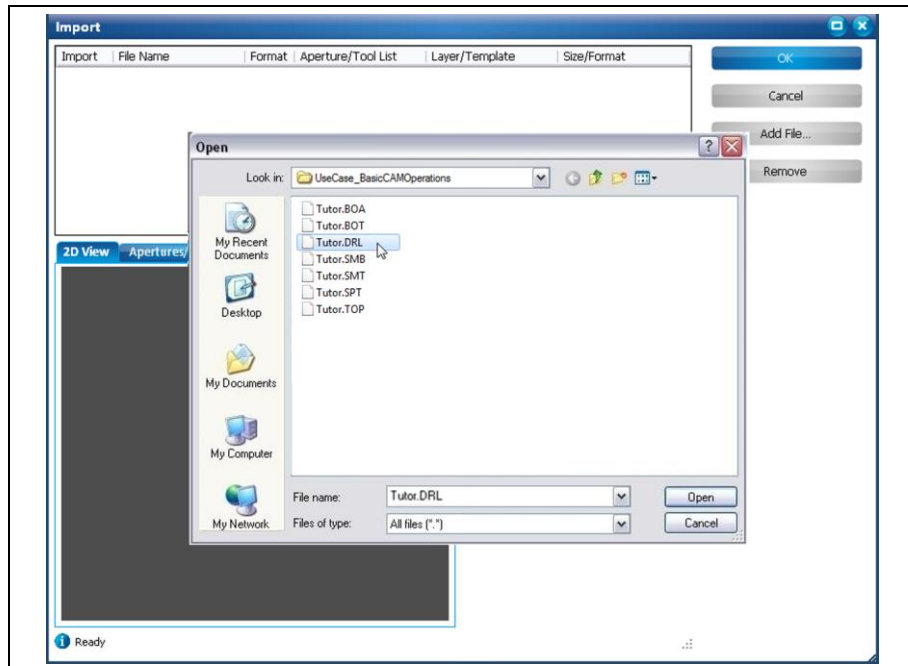 Import
Import File Name Format Aperture/Tool List Layer/Template Size/Format
OK
Cancel
Add File...
Remove
Open
Look in: UseCase_BasicCAMOperations
My Recent Documents
Desktop
My Documents
My Computer
My Network
Tutor.BOA
Tutor.BOT
Tutor.DRL
Tutor.SMB
Tutor.SMT
Tutor.SPT
Tutor.TOP
File name: Tutor.DRL Open
Files of type: All files (".") Cancel
2D View Apertures/
Ready